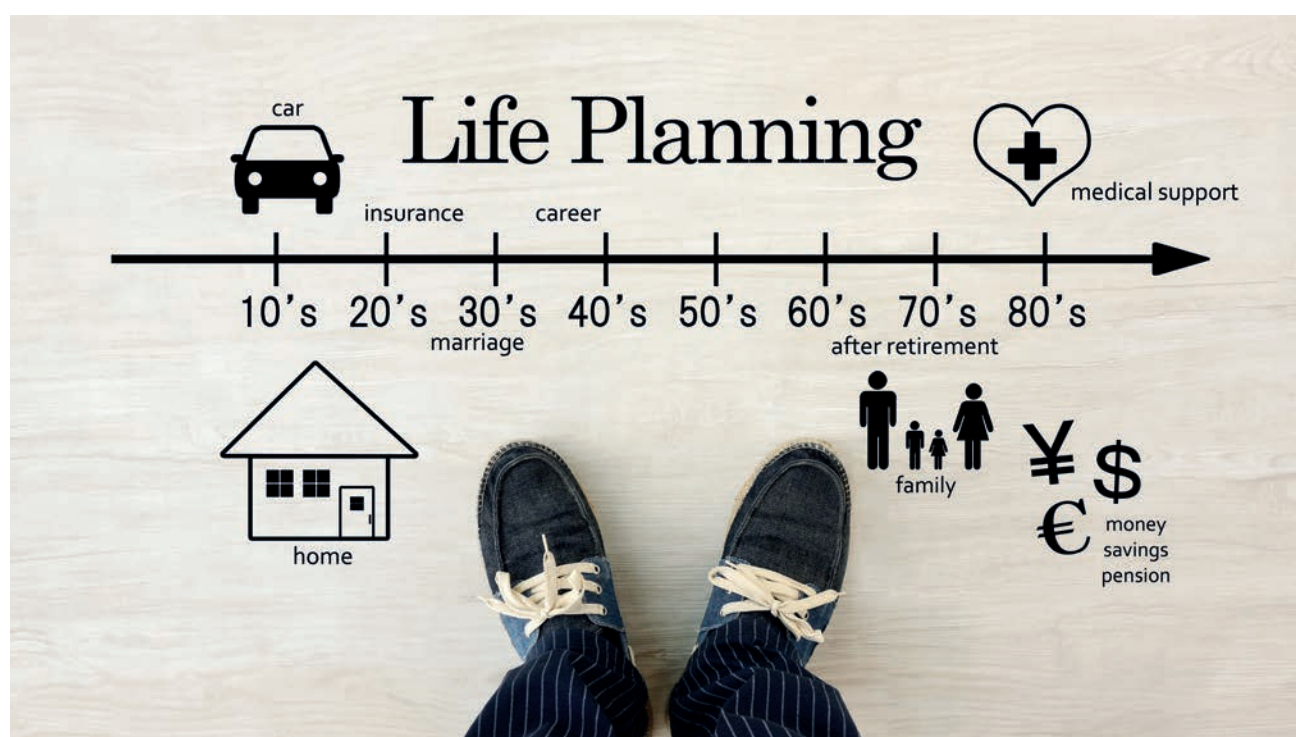 car
Life Planning
medical support
insurance
career
10's 20's 30's 40's 50's 60's 70's 80's
marriage
after retirement
family
¥ $
€
money
savings
pension
home